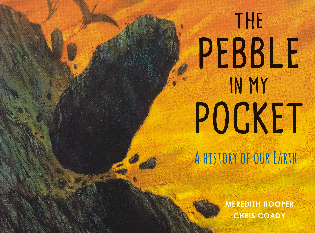 THE
PEBBLE
IN MY
POCKET
A HISTORY OF OUR EARTH
MEREDITH HOOPER
CHRIS COADY